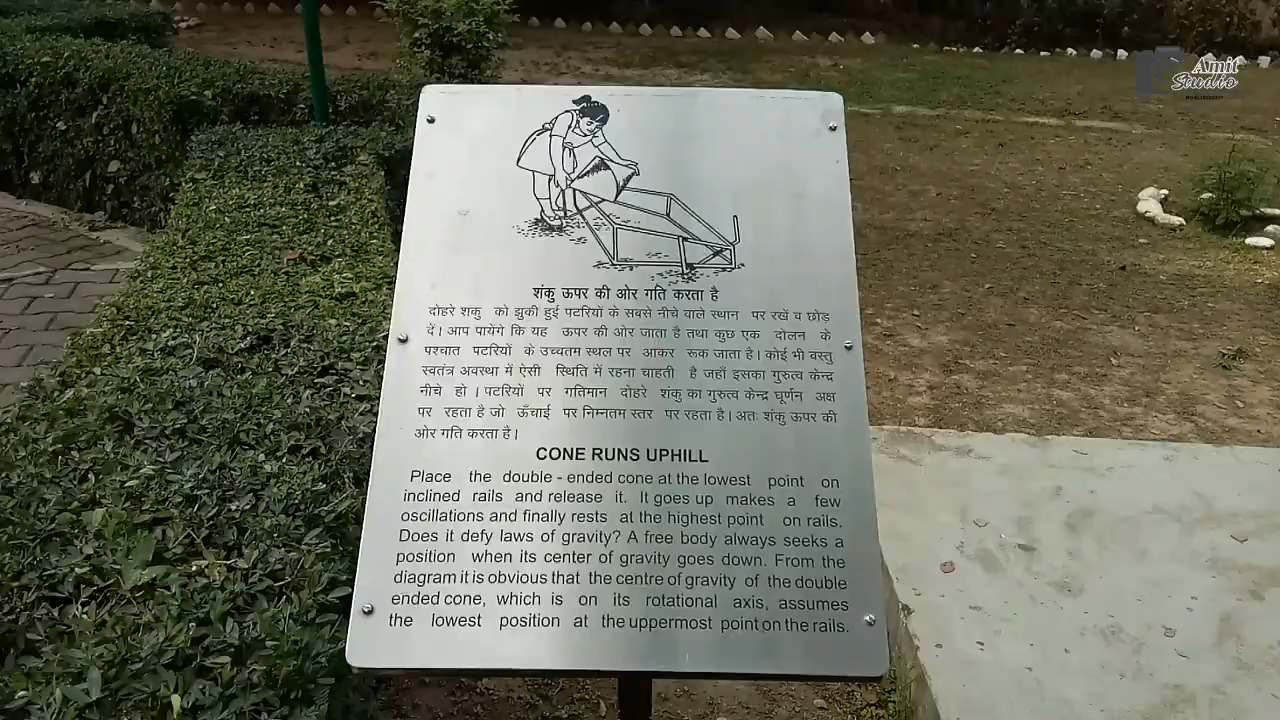 Amit
Studio
शंकु ऊपर की ओर गति करता है
दोहरे शकु को झुकी हुई पटरियों के सबसे नीचे वाले स्थान पर रखें व छोड़
दें। आप पायेंगे कि यह ऊपर की ओर जाता है तथा कुछ एक दोलन के
पश्चात पटरियों के उच्चतम स्थल पर आकर रूक जाता है। कोई भी वस्तु
स्वतंत्र अवस्था में ऐसी स्थिति में रहना चाहती है जहाँ इसका गुरुत्व केन्द्र
नीचे हो। पटरियों पर गतिमान दोहरे शंकु का गुरुत्व केन्द्र घूर्णन अक्ष
पर रहता है जो ऊँचाई पर निम्नतम स्तर पर रहता है। अतः शंकु ऊपर की
ओर गति करता है।
CONE RUNS UPHILL
Place the double - ended cone at the lowest point on
inclined rails and release it. It goes up makes a few
oscillations and finally rests at the highest point on rails.
Does it defy laws of gravity? A free body always seeks a
position when its center of gravity goes down. From the
diagram it is obvious that the centre of gravity of the double
ended cone, which is on its rotational axis, assumes
the lowest position at the uppermost point on the rails.